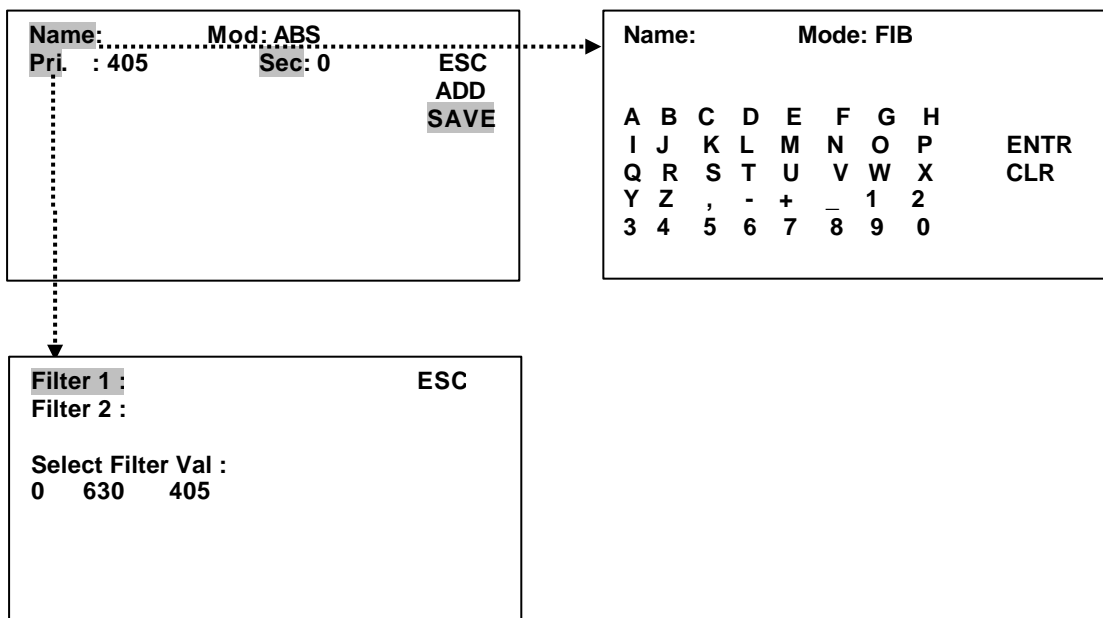 Name: Mod: ABS
Pri. : 405 Sec: 0 ESC
ADD
SAVE
Name: Mode: FIB
A B C D E F G H
I J K L M N O P ENTR
Q R S T U V W X CLR
Y Z , - + _ 1 2
3 4 5 6 7 8 9 0
Filter 1 : ESC
Filter 2 :
Select Filter Val :
0 630 405